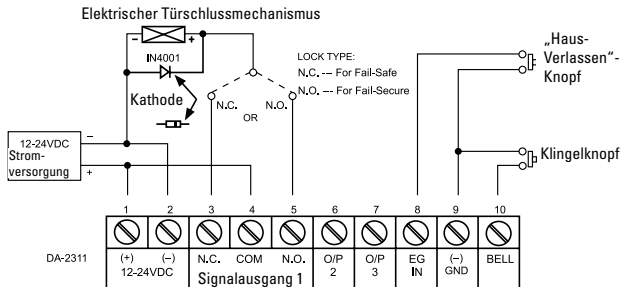 Elektrischer Türschlussmechanismus
– +
IN4001
Kathode
LOCK TYPE:
N.C. --- For Fail-Safe
N.O. --- For Fail-Secure
N.C. N.O.
OR
„Haus-
Verlassen“-
Knopf
Klingelknopf
12-24VDC –
Strom-
versorgung +
1 2 3 4 5 6 7 8 9 10
DA-2311 (+) (–) N.C. COM N.O. O/P O/P EG (–) BELL
12-24VDC Signalausgang 1 2 3 IN GND